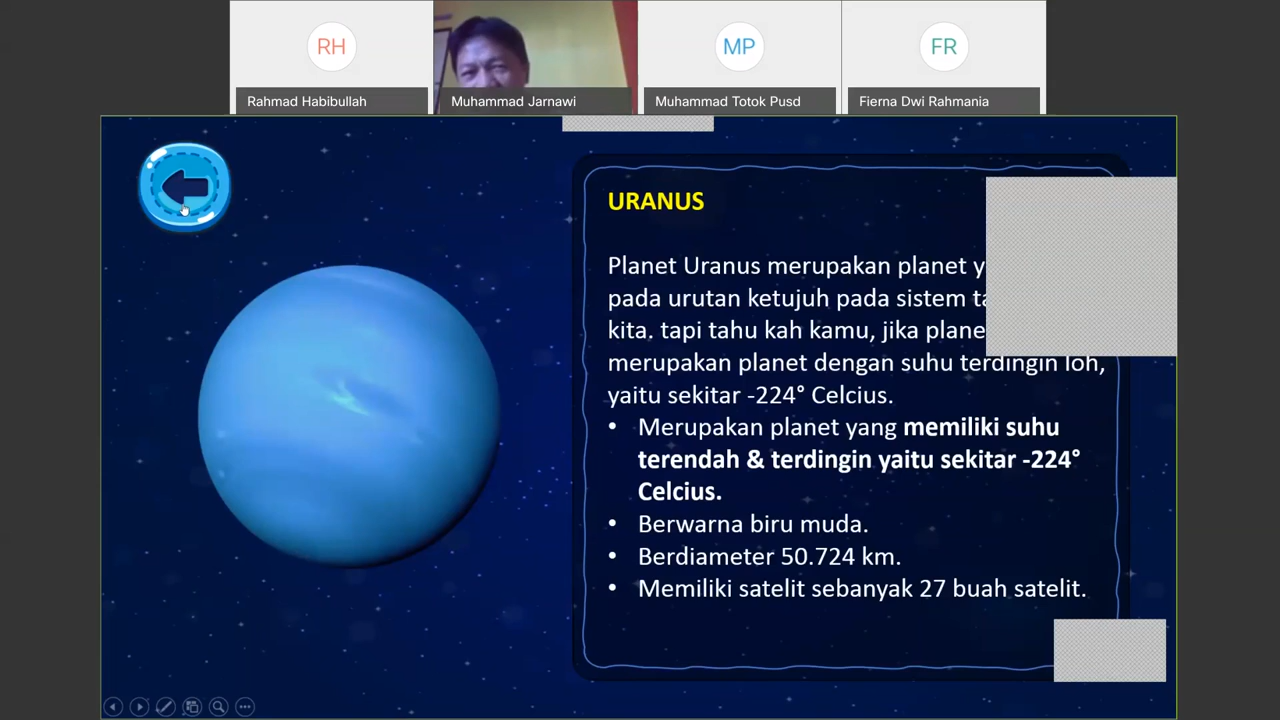 RH
MP
FR
Rahmad Habibullah
Muhammad Jarnawi
Muhammad Totok Pusd
Fierna Dwi Rahmania
URANUS
Planet Uranus merupakan planet
pada urutan ketujuh pada sistem
kita. tapi tahu kah kamu, jika
merupakan planet dengan suhu terdingin loh,
yaitu sekitar -224° Celcius.
• Merupakan planet yang memiliki suhu
terendah & terdingin yaitu sekitar -224°
Celcius.
• Berwarna biru muda.
• Berdiameter 50.724 km.
• Memiliki satelit sebanyak 27 buah satelit.